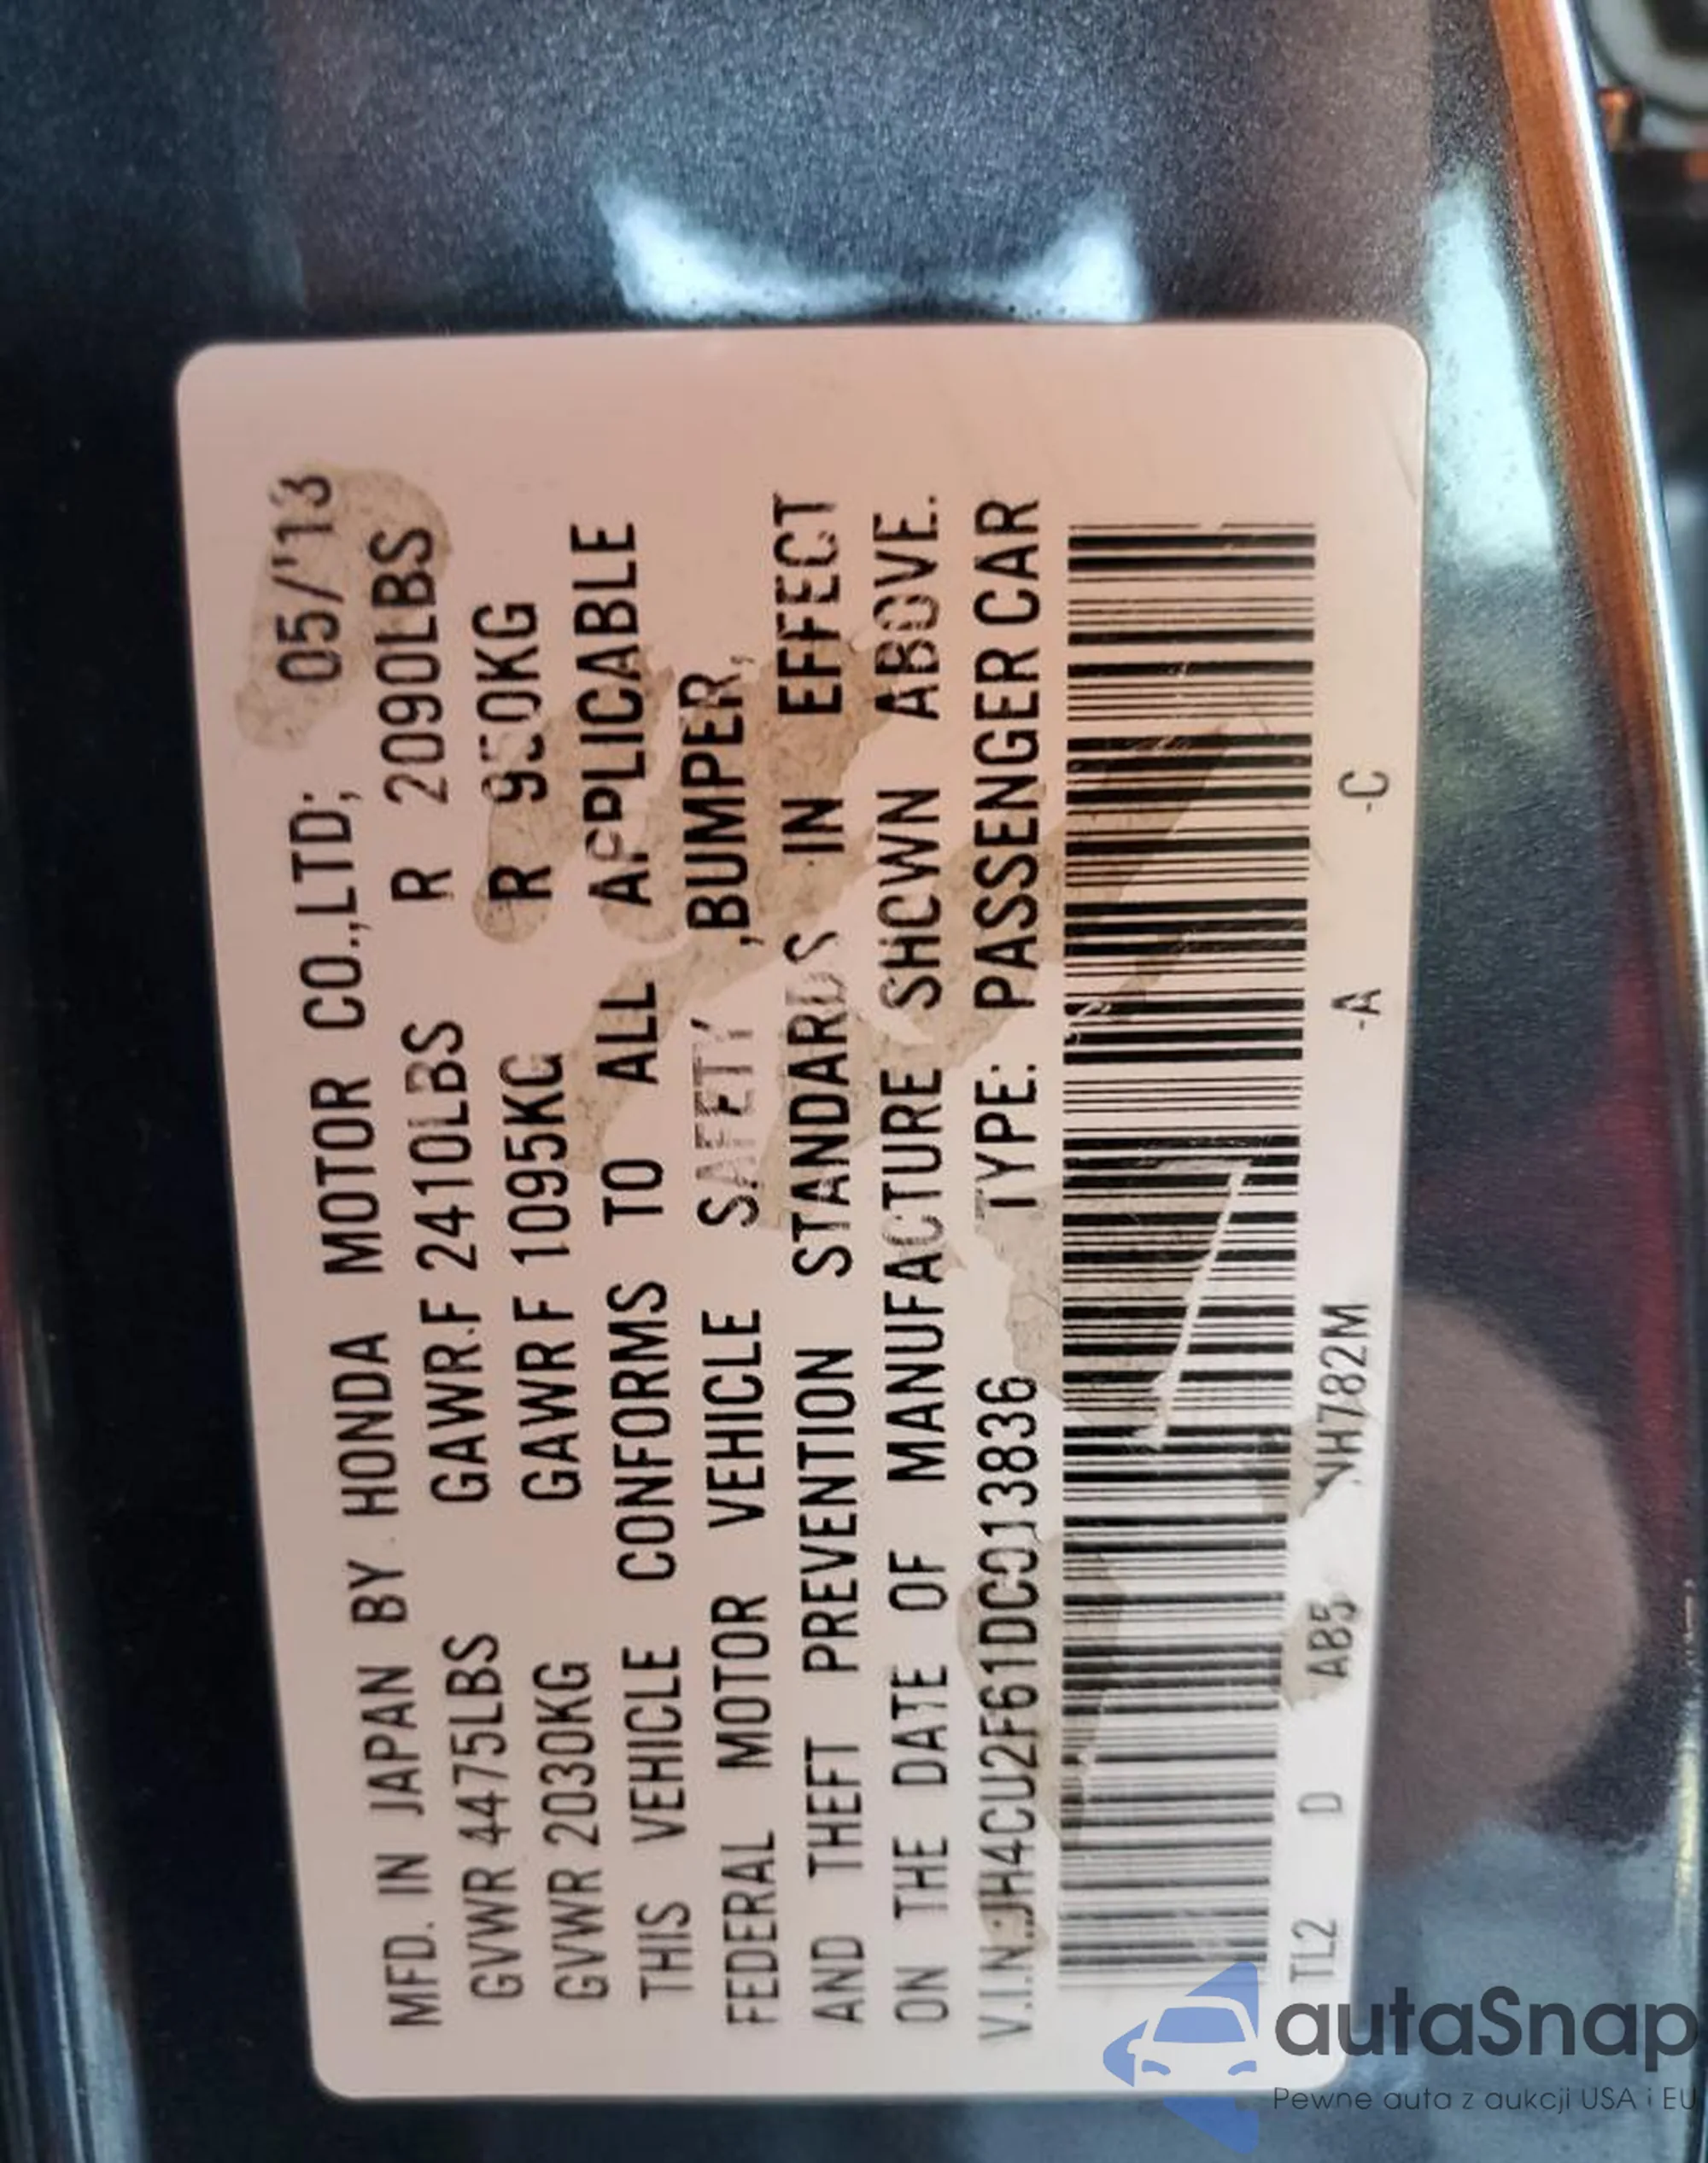 MFD. IN JAPAN BY HONDA MOTOR CO.,LTD; 05/'13
GVWR 4475LBS GAWR F 2410LBS R 2090LBS
GVWR 2030KG GAWR F 1095KG R 950KG
THIS VEHICLE CONFORMS TO ALL APPLICABLE
FEDERAL MOTOR VEHICLE SAFETY ,BUMPER,
AND THEFT PREVENTION STANDARDS IN EFFECT
ON THE DATE OF MANUFACTURE SHOWN ABOVE.
V.I.N.:JH4CU2F61DC013836 TYPE: PASSENGER CAR
TL2 D AB5 NH782M -A -C
autaSnap
Pewne auta z aukcji USA i EU